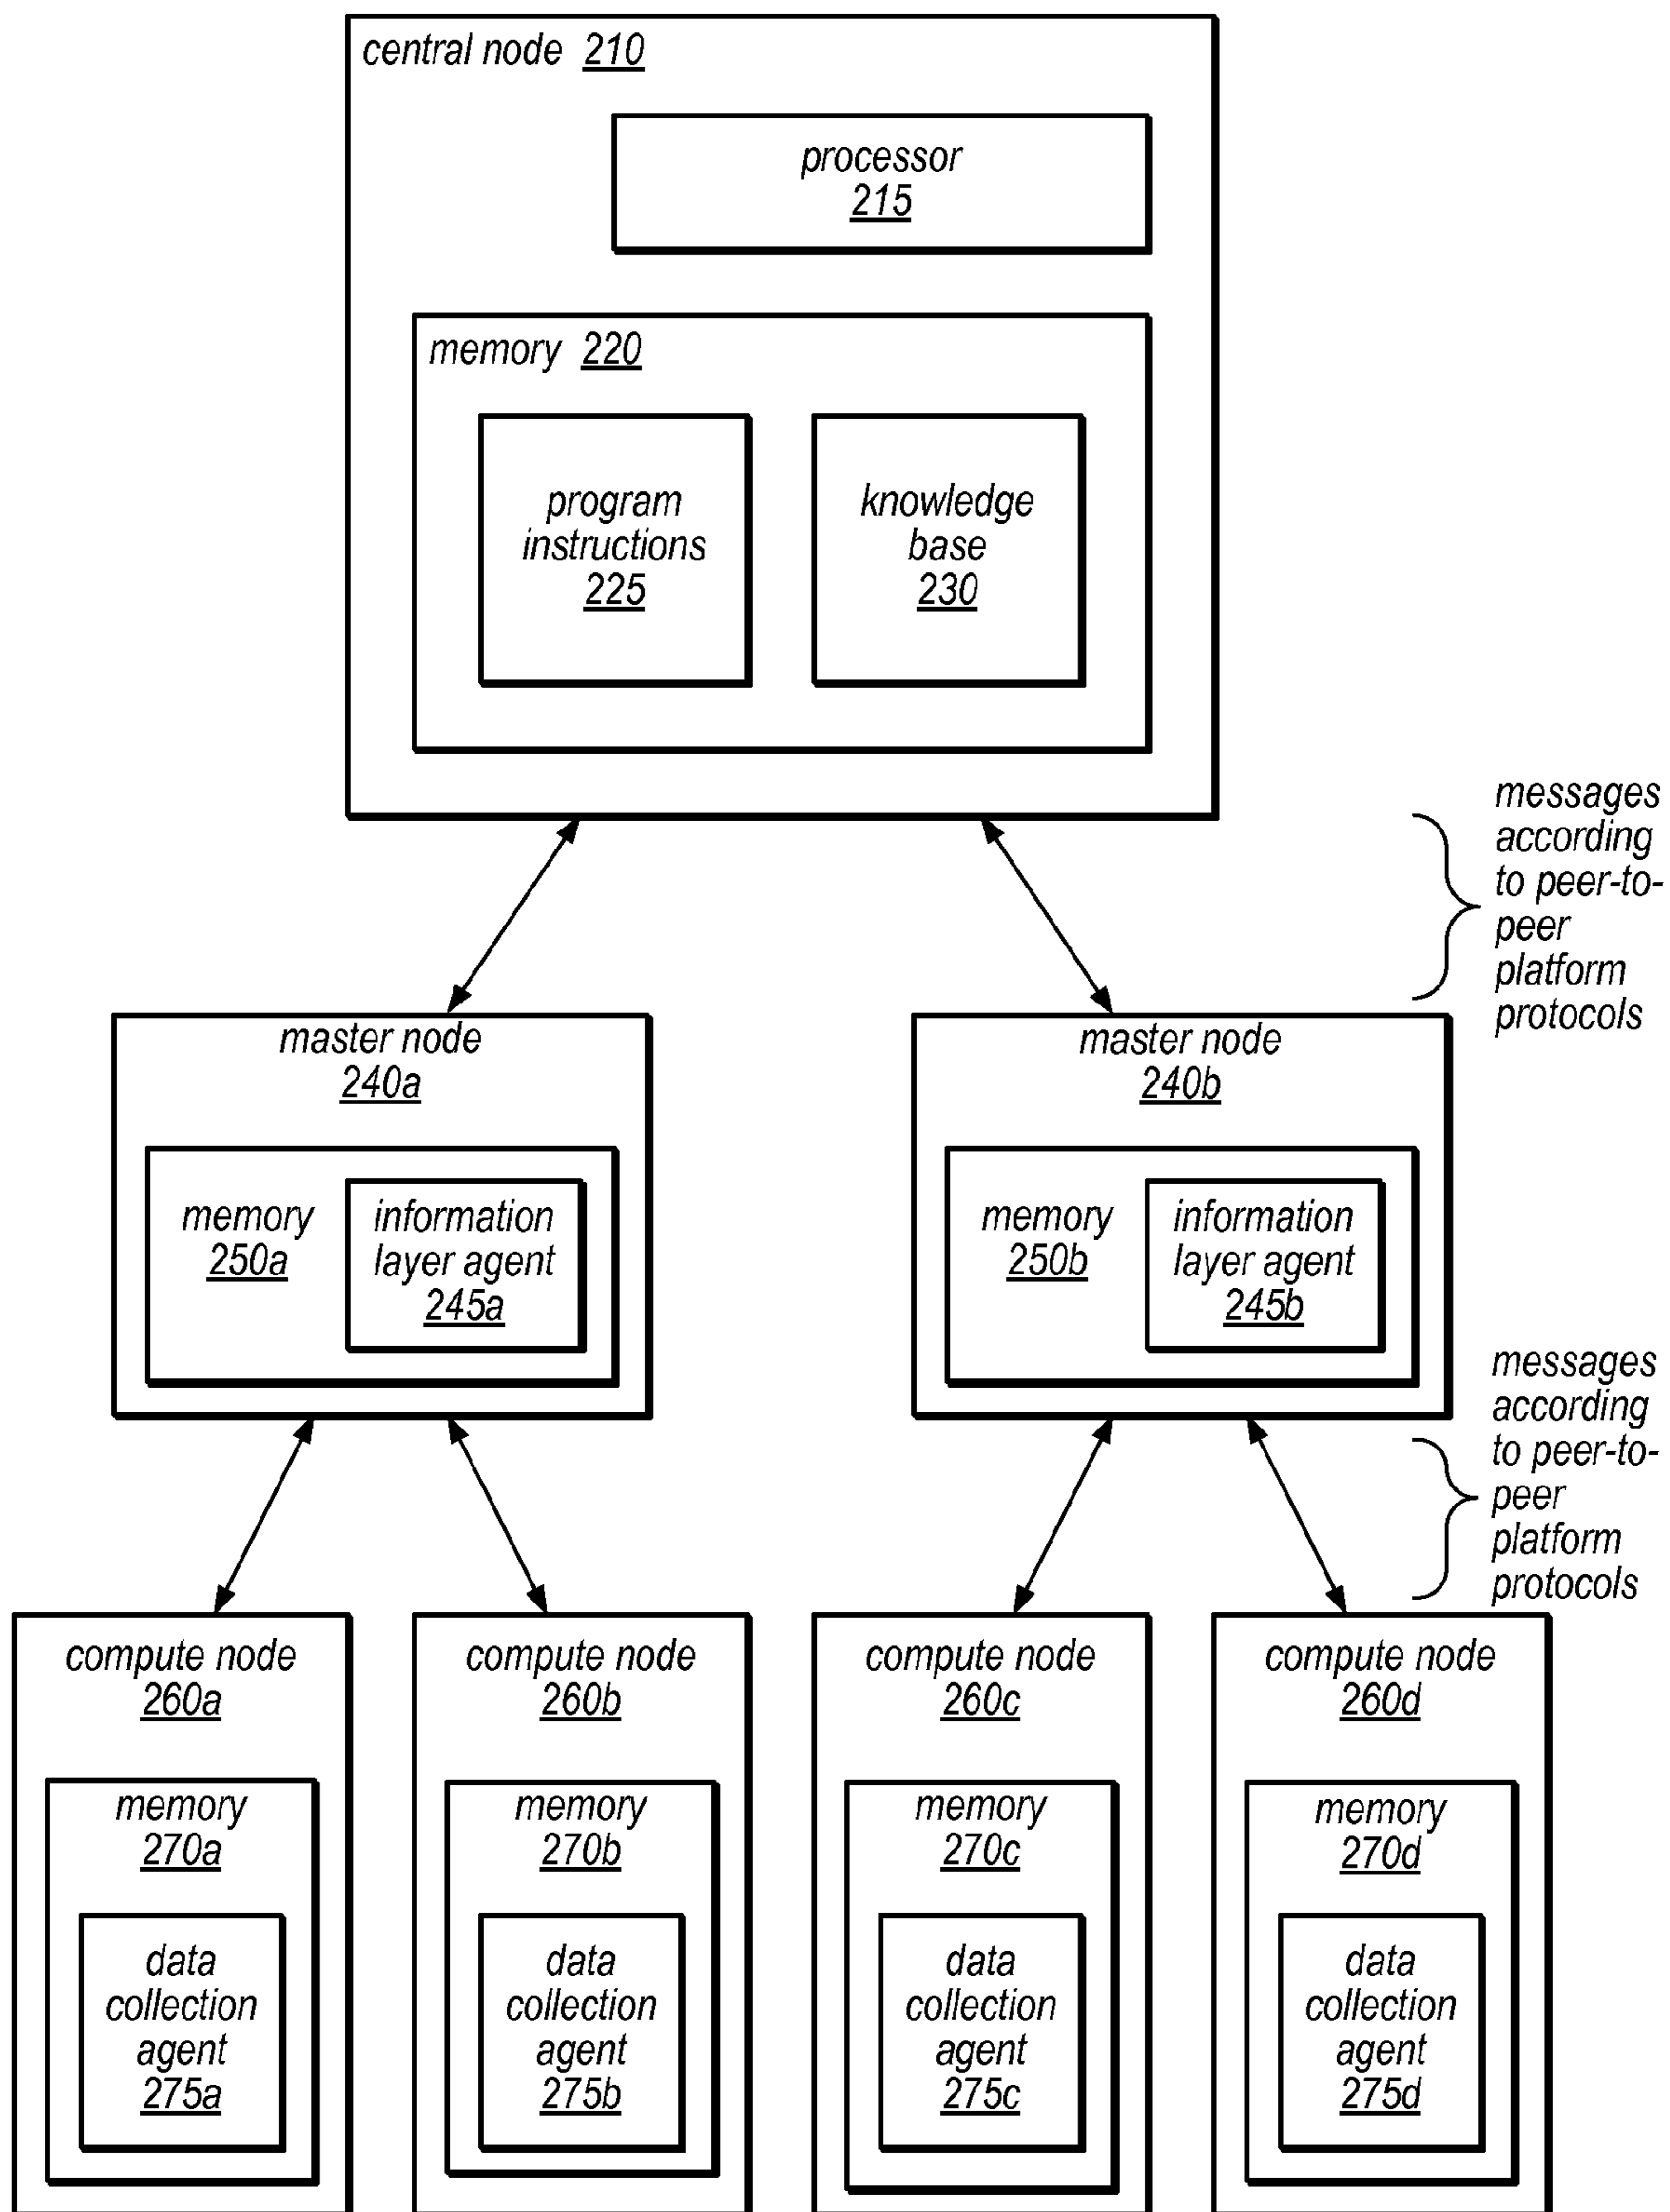 central node 210
processor
215
memory 220
program
instructions
225
knowledge
base
230
messages
according
to peer-to-
peer
platform
protocols
master node
240a
memory
250a
information
layer agent
245a
master node
240b
memory
250b
information
layer agent
245b
messages
according
to peer-to-
peer
platform
protocols
compute node
260a
memory
270a
data
collection
agent
275a
compute node
260b
memory
270b
data
collection
agent
275b
compute node
260c
memory
270c
data
collection
agent
275c
compute node
260d
memory
270d
data
collection
agent
275d